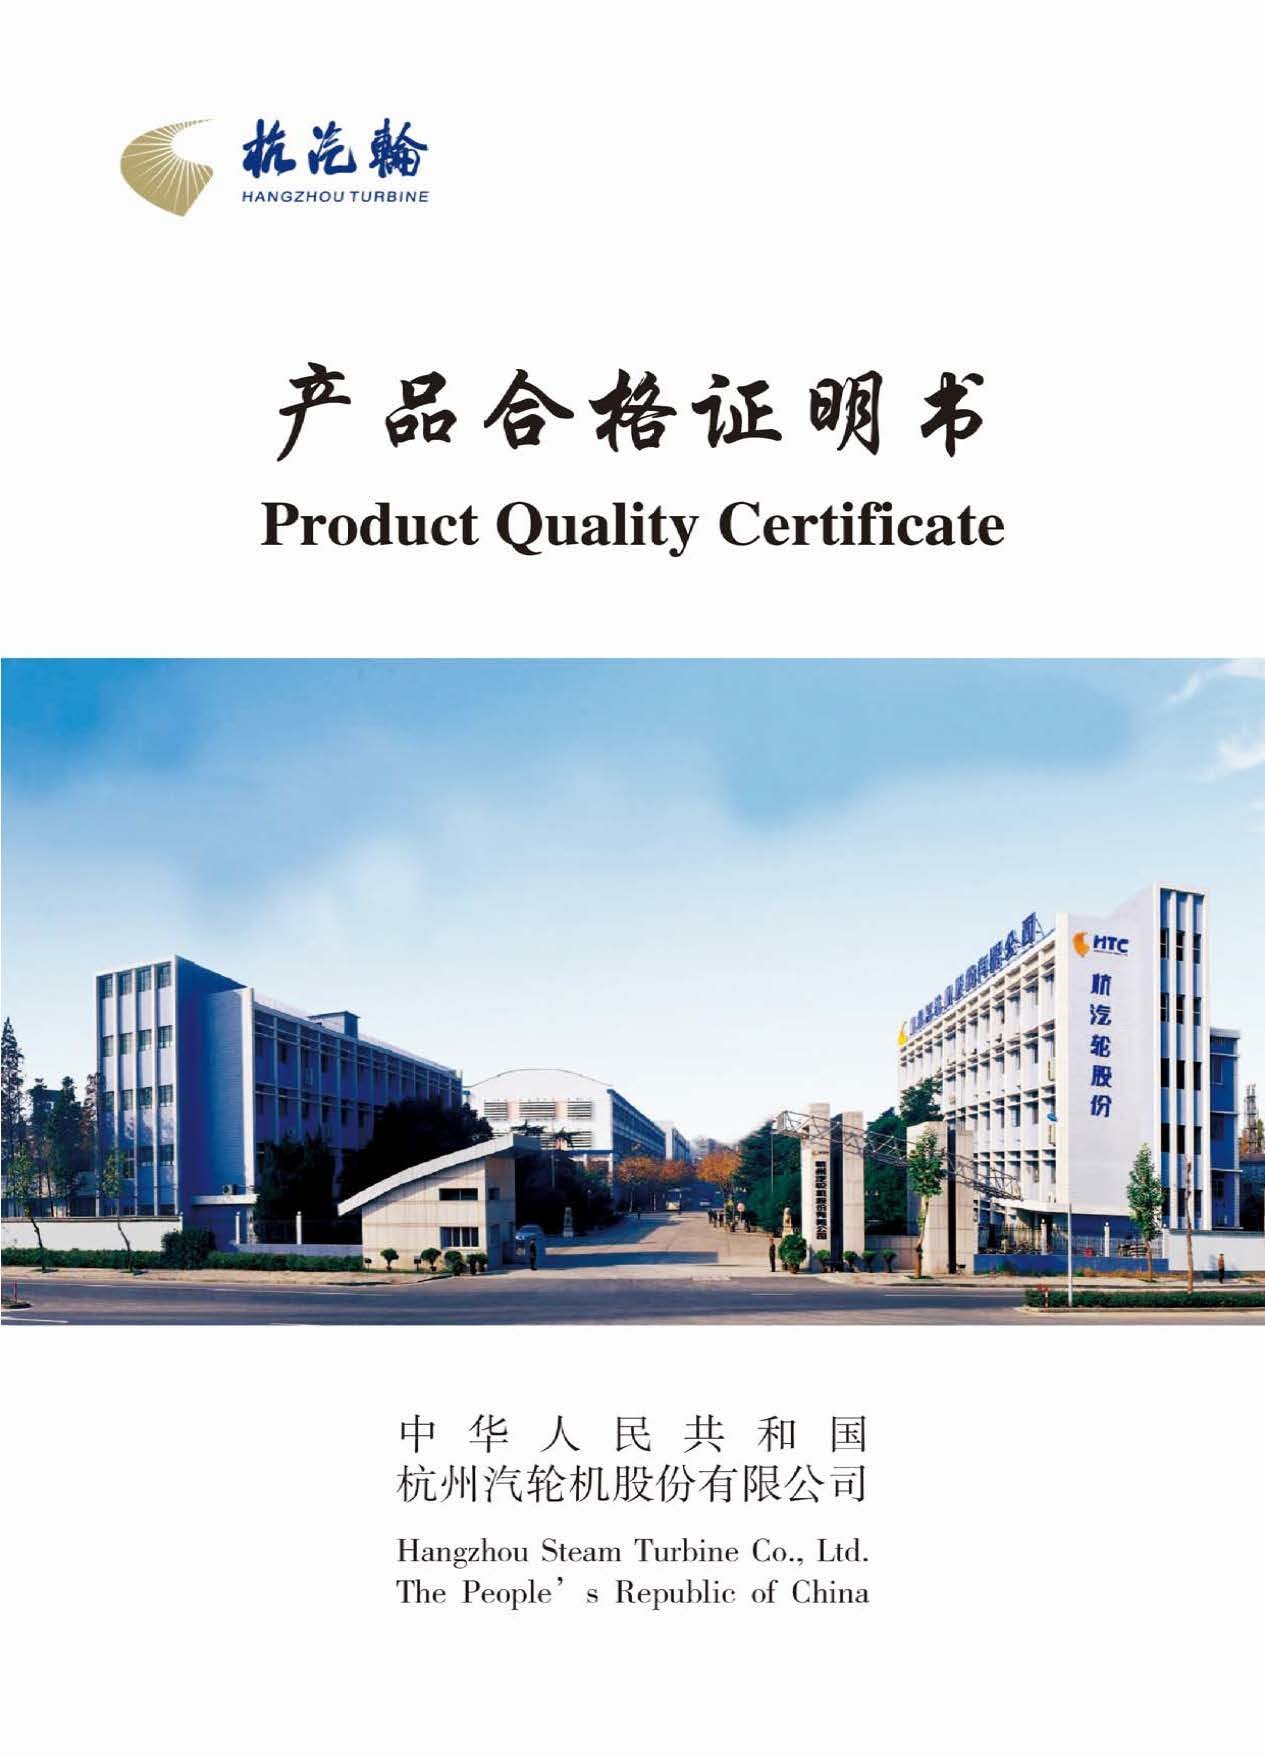 杭汽輪
HANGZHOU TURBINE
产品合格证明书
Product Quality Certificate
HTC
杭汽轮股份
中华人民共和国
杭州汽轮机股份有限公司
Hangzhou Steam Turbine Co., Ltd.
The People’s Republic of China